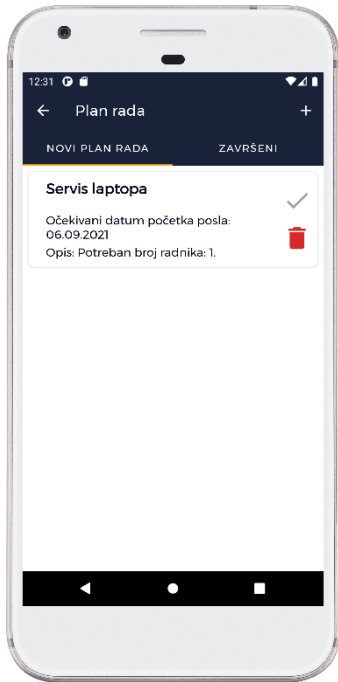 12:31
Plan rada
NOVI PLAN RADA
ZAVRŠENI
Servis laptopa
Očekivani datum početka posla:
06.09.2021
Opis: Potreban broj radnika: 1.